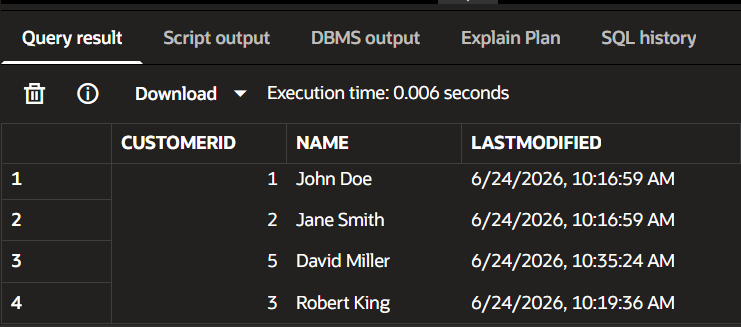 Query result Script output DBMS output Explain Plan SQL history
Download Execution time: 0.006 seconds
CUSTOMERID NAME LASTMODIFIED
1 1 John Doe 6/24/2026, 10:16:59 AM
2 2 Jane Smith 6/24/2026, 10:16:59 AM
3 5 David Miller 6/24/2026, 10:35:24 AM
4 3 Robert King 6/24/2026, 10:19:36 AM